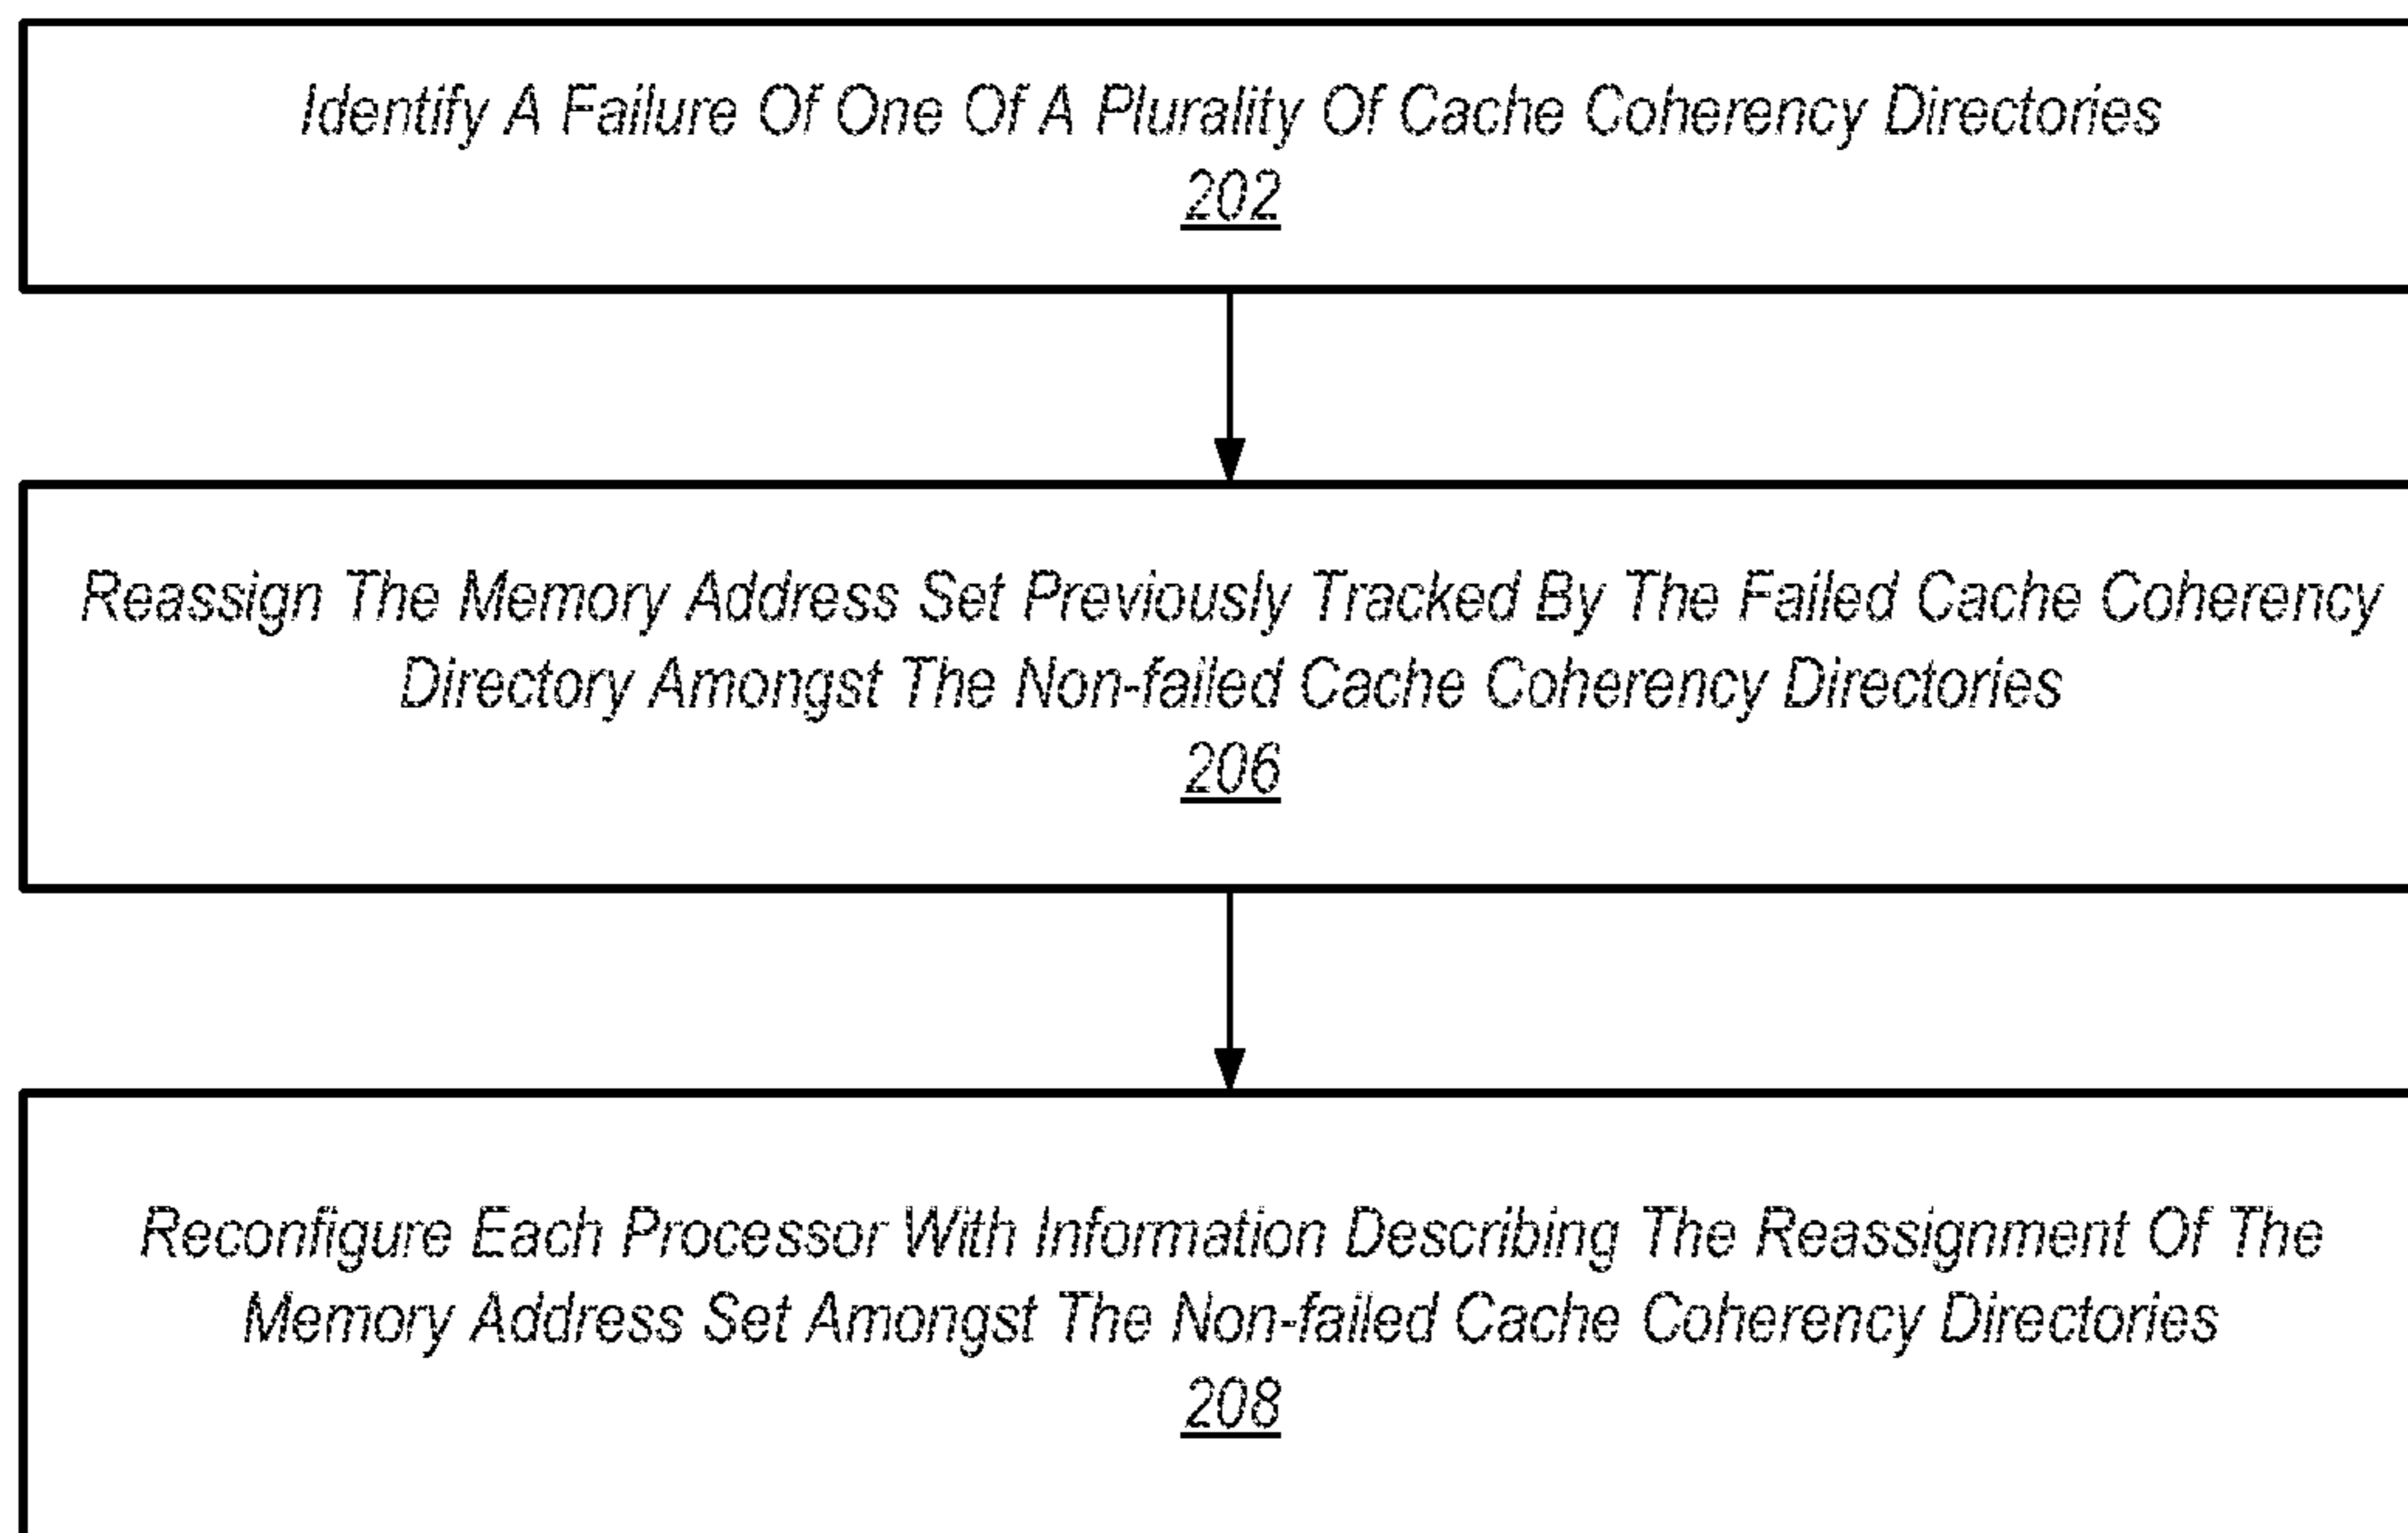 Identify A Failure Of One Of A Plurality Of Cache Coherency Directories
202
Reassign The Memory Address Set Previously Tracked By The Failed Cache Coherency
Directory Amongst The Non-failed Cache Coherency Directories
206
Reconfigure Each Processor With Information Describing The Reassignment Of The
Memory Address Set Amongst The Non-failed Cache Coherency Directories
208